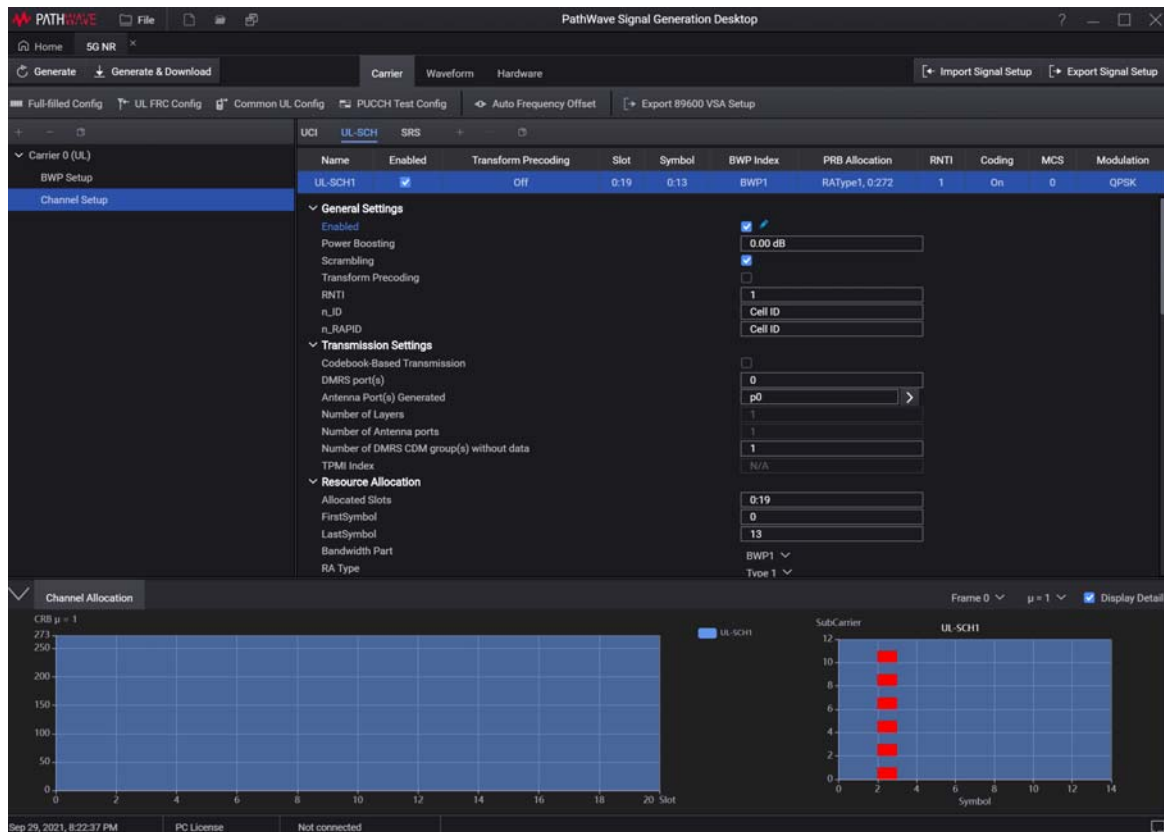 PATHWAVE File PathWave Signal Generation Desktop ?
Home 5G NR ×
Generate Generate & Download Carrier Waveform Hardware Import Signal Setup Export Signal Setup
Full-filled Config UL FRC Config Common UL Config PUCCH Test Config Auto Frequency Offset Export 89600 VSA Setup
UCI UL-SCH SRS
Carrier 0 (UL)
BWP Setup
Channel Setup
Name Enabled Transform Precoding Slot Symbol BWP Index PRB Allocation RNTI Coding MCS Modulation
UL-SCH1 Off 0:19 0:13 BWP1 RAType1, 0:272 1 On 0 QPSK
General Settings
Enabled
Power Boosting 0.00 dB
Scrambling
Transform Precoding
RNTI 1
n_ID Cell ID
n_RAPID Cell ID
Transmission Settings
Codebook-Based Transmission
DMRS port(s) 0
Antenna Port(s) Generated p0
Number of Layers 1
Number of Antenna ports 1
Number of DMRS CDM group(s) without data 1
TPMI Index N/A
Resource Allocation
Allocated Slots 0:19
FirstSymbol 0
LastSymbol 13
Bandwidth Part BWP1
RA Type Type 1
Channel Allocation Frame 0 μ = 1 Display Detail
CRB μ = 1
273
250
200
150
100
50
0
0 2 4 6 8 10 12 14 16 18 20 Slot
UL-SCH1
SubCarrier UL-SCH1
12
10
8
6
4
2
0
0 2 4 6 8 10 12 14
Symbol
Sep 29, 2021, 8:22:37 PM PC License Not connected